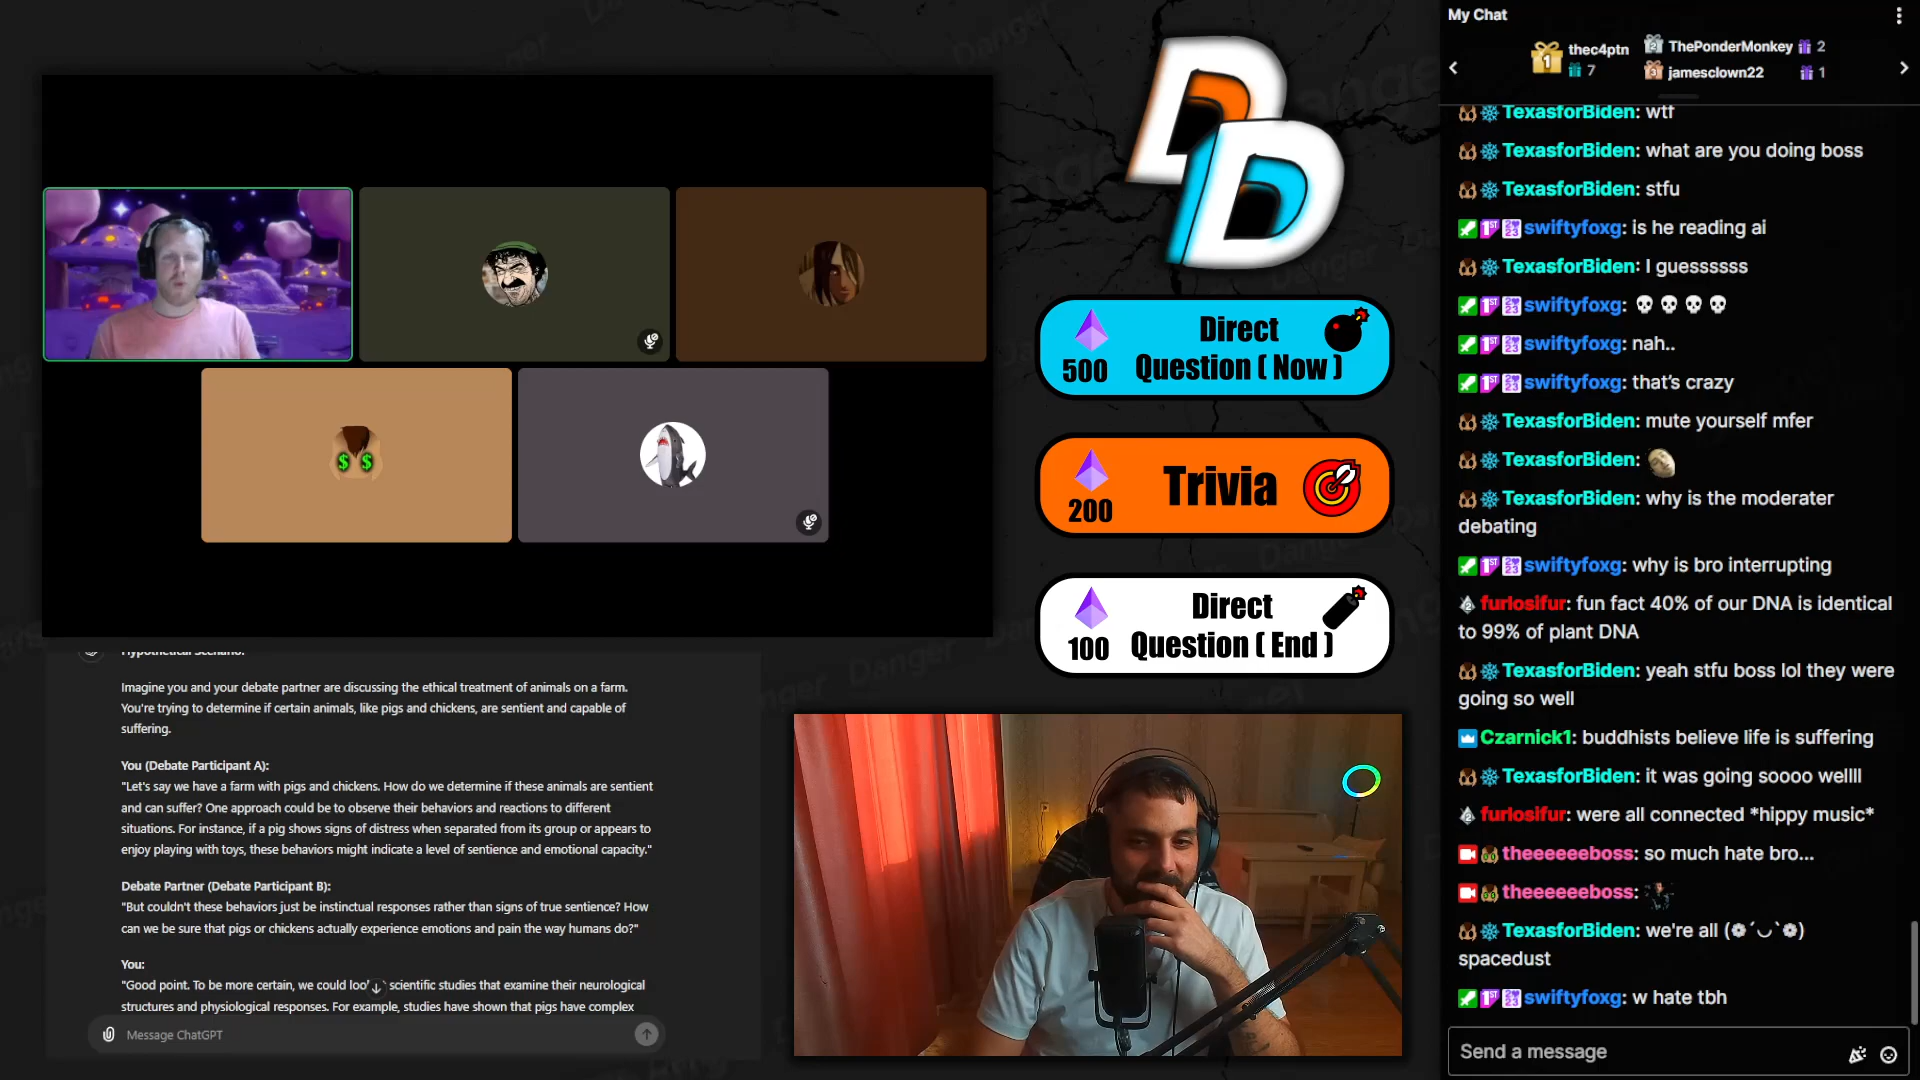 My Chat
thec4ptn
7
ThePonderMonkey 2
jamesclown22 1
TexasforBiden: wtf
TexasforBiden: what are you doing boss
TexasforBiden: stfu
swiftyfoxg: is he reading ai
TexasforBiden: I guessssss
swiftyfoxg: 💀💀💀💀
swiftyfoxg: nah..
swiftyfoxg: that's crazy
TexasforBiden: mute yourself mfer
TexasforBiden:
TexasforBiden: why is the moderater
debating
swiftyfoxg: why is bro interrupting
furiosifur: fun fact 40% of our DNA is identical
to 99% of plant DNA
TexasforBiden: yeah stfu boss lol they were
going so well
Czarnick1: buddhists believe life is suffering
TexasforBiden: it was going soooo wellll
furiosifur: were all connected *hippy music*
theeeeeeboss: so much hate bro...
theeeeeeboss:
TexasforBiden: we're all (❁´◡`❁)
spacedust
swiftyfoxg: w hate tbh
Send a message
DD
500 Direct
Question ( Now )
200 Trivia
100 Direct
Question ( End )
Hypothetical Scenario:
Imagine you and your debate partner are discussing the ethical treatment of animals on a farm.
You're trying to determine if certain animals, like pigs and chickens, are sentient and capable of
suffering.
You (Debate Participant A):
"Let's say we have a farm with pigs and chickens. How do we determine if these animals are sentient
and can suffer? One approach could be to observe their behaviors and reactions to different
situations. For instance, if a pig shows signs of distress when separated from its group or appears to
enjoy playing with toys, these behaviors might indicate a level of sentience and emotional capacity."
Debate Partner (Debate Participant B):
"But couldn't these behaviors just be instinctual responses rather than signs of true sentience? How
can we be sure that pigs or chickens actually experience emotions and pain the way humans do?"
You:
"Good point. To be more certain, we could scientific studies that examine their neurological
structures and physiological responses. For example, studies have shown that pigs have complex
Message ChatGPT